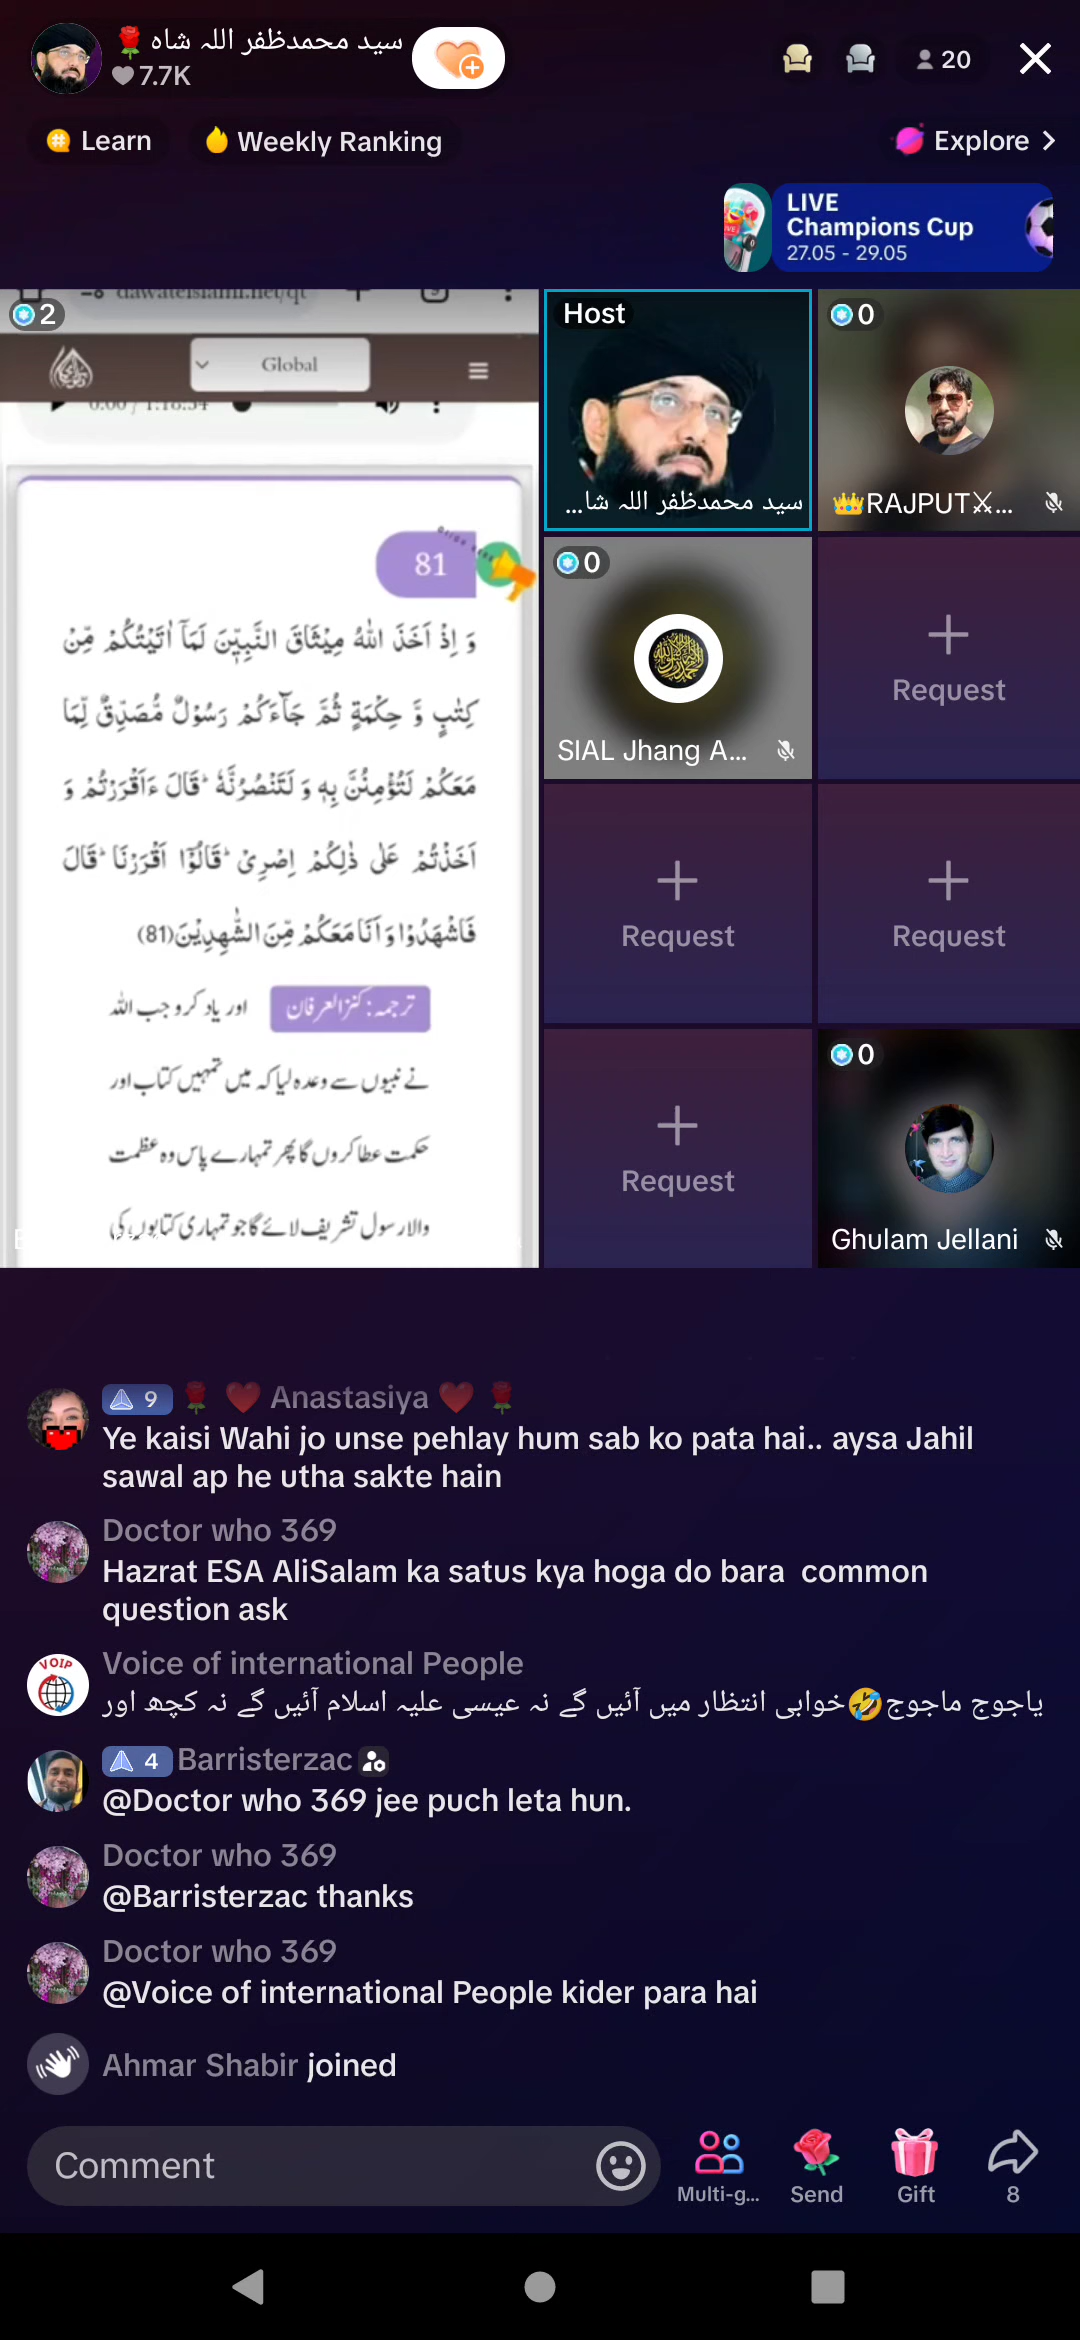 سید محمدظفر اللہ شاہ🌹
7.7K
20
Learn
Weekly Ranking
Explore
LIVE
Champions Cup
27.05 - 29.05
2
Global
0:00 / 1:18:34
81
وَ اِذْ اَخَذَ اللّٰهُ مِیْثَاقَ النَّبِیّٖنَ لَمَاۤ اٰتَیْتُكُمْ مِّنْ
كِتٰبٍ وَّ حِكْمَةٍ ثُمَّ جَآءَكُمْ رَسُوْلٌ مُّصَدِّقٌ لِّمَا
مَعَكُمْ لَتُؤْمِنُنَّ بِهٖ وَ لَتَنْصُرُنَّهٗؕ-قَالَ ءَاَقْرَرْتُمْ وَ
اَخَذْتُمْ عَلٰى ذٰلِكُمْ اِصْرِیْؕ-قَالُوْۤا اَقْرَرْنَاؕ-قَالَ
فَاشْهَدُوْا وَ اَنَا مَعَكُمْ مِّنَ الشّٰهِدِیْنَ(81)
ترجمہ: کنزالعرفان اور یاد کرو جب اللہ
نے نبیوں سے وعدہ لیا کہ میں تمہیں کتاب اور
حکمت عطا کروں گا پھر تمہارے پاس وہ عظمت
والا رسول تشریف لائے گا جو تمہاری کتابوں کی
Host
سید محمدظفر اللہ شا...
0
👑RAJPUT⚔...
0
SIAL Jhang A...
Request
Request
Request
Request
0
Ghulam Jellani
9 🌹 ❤️ Anastasiya ❤️ 🌹
Ye kaisi Wahi jo unse pehlay hum sab ko pata hai.. aysa Jahil
sawal ap he utha sakte hain
Doctor who 369
Hazrat ESA AliSalam ka satus kya hoga do bara common
question ask
Voice of international People
یاجوج ماجوج🤣خوابی انتظار میں آئیں گے نہ عیسی علیہ اسلام آئیں گے نہ کچھ اور
4 Barristerzac
@Doctor who 369 jee puch leta hun.
Doctor who 369
@Barristerzac thanks
Doctor who 369
@Voice of international People kider para hai
Ahmar Shabir joined
Comment
Multi-g...
Send
Gift
8